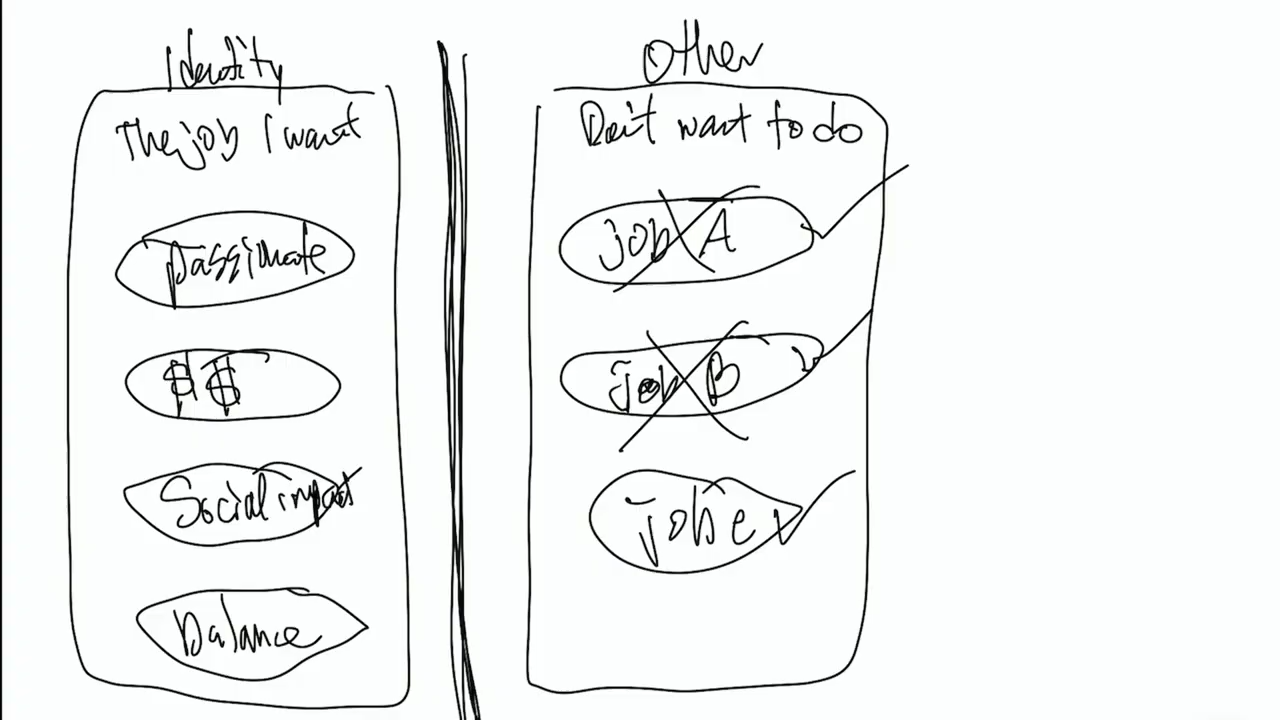 Identity
The job I want
passionate
$$
Social impact
balance
other
Don't want to do
job A
job B
job C